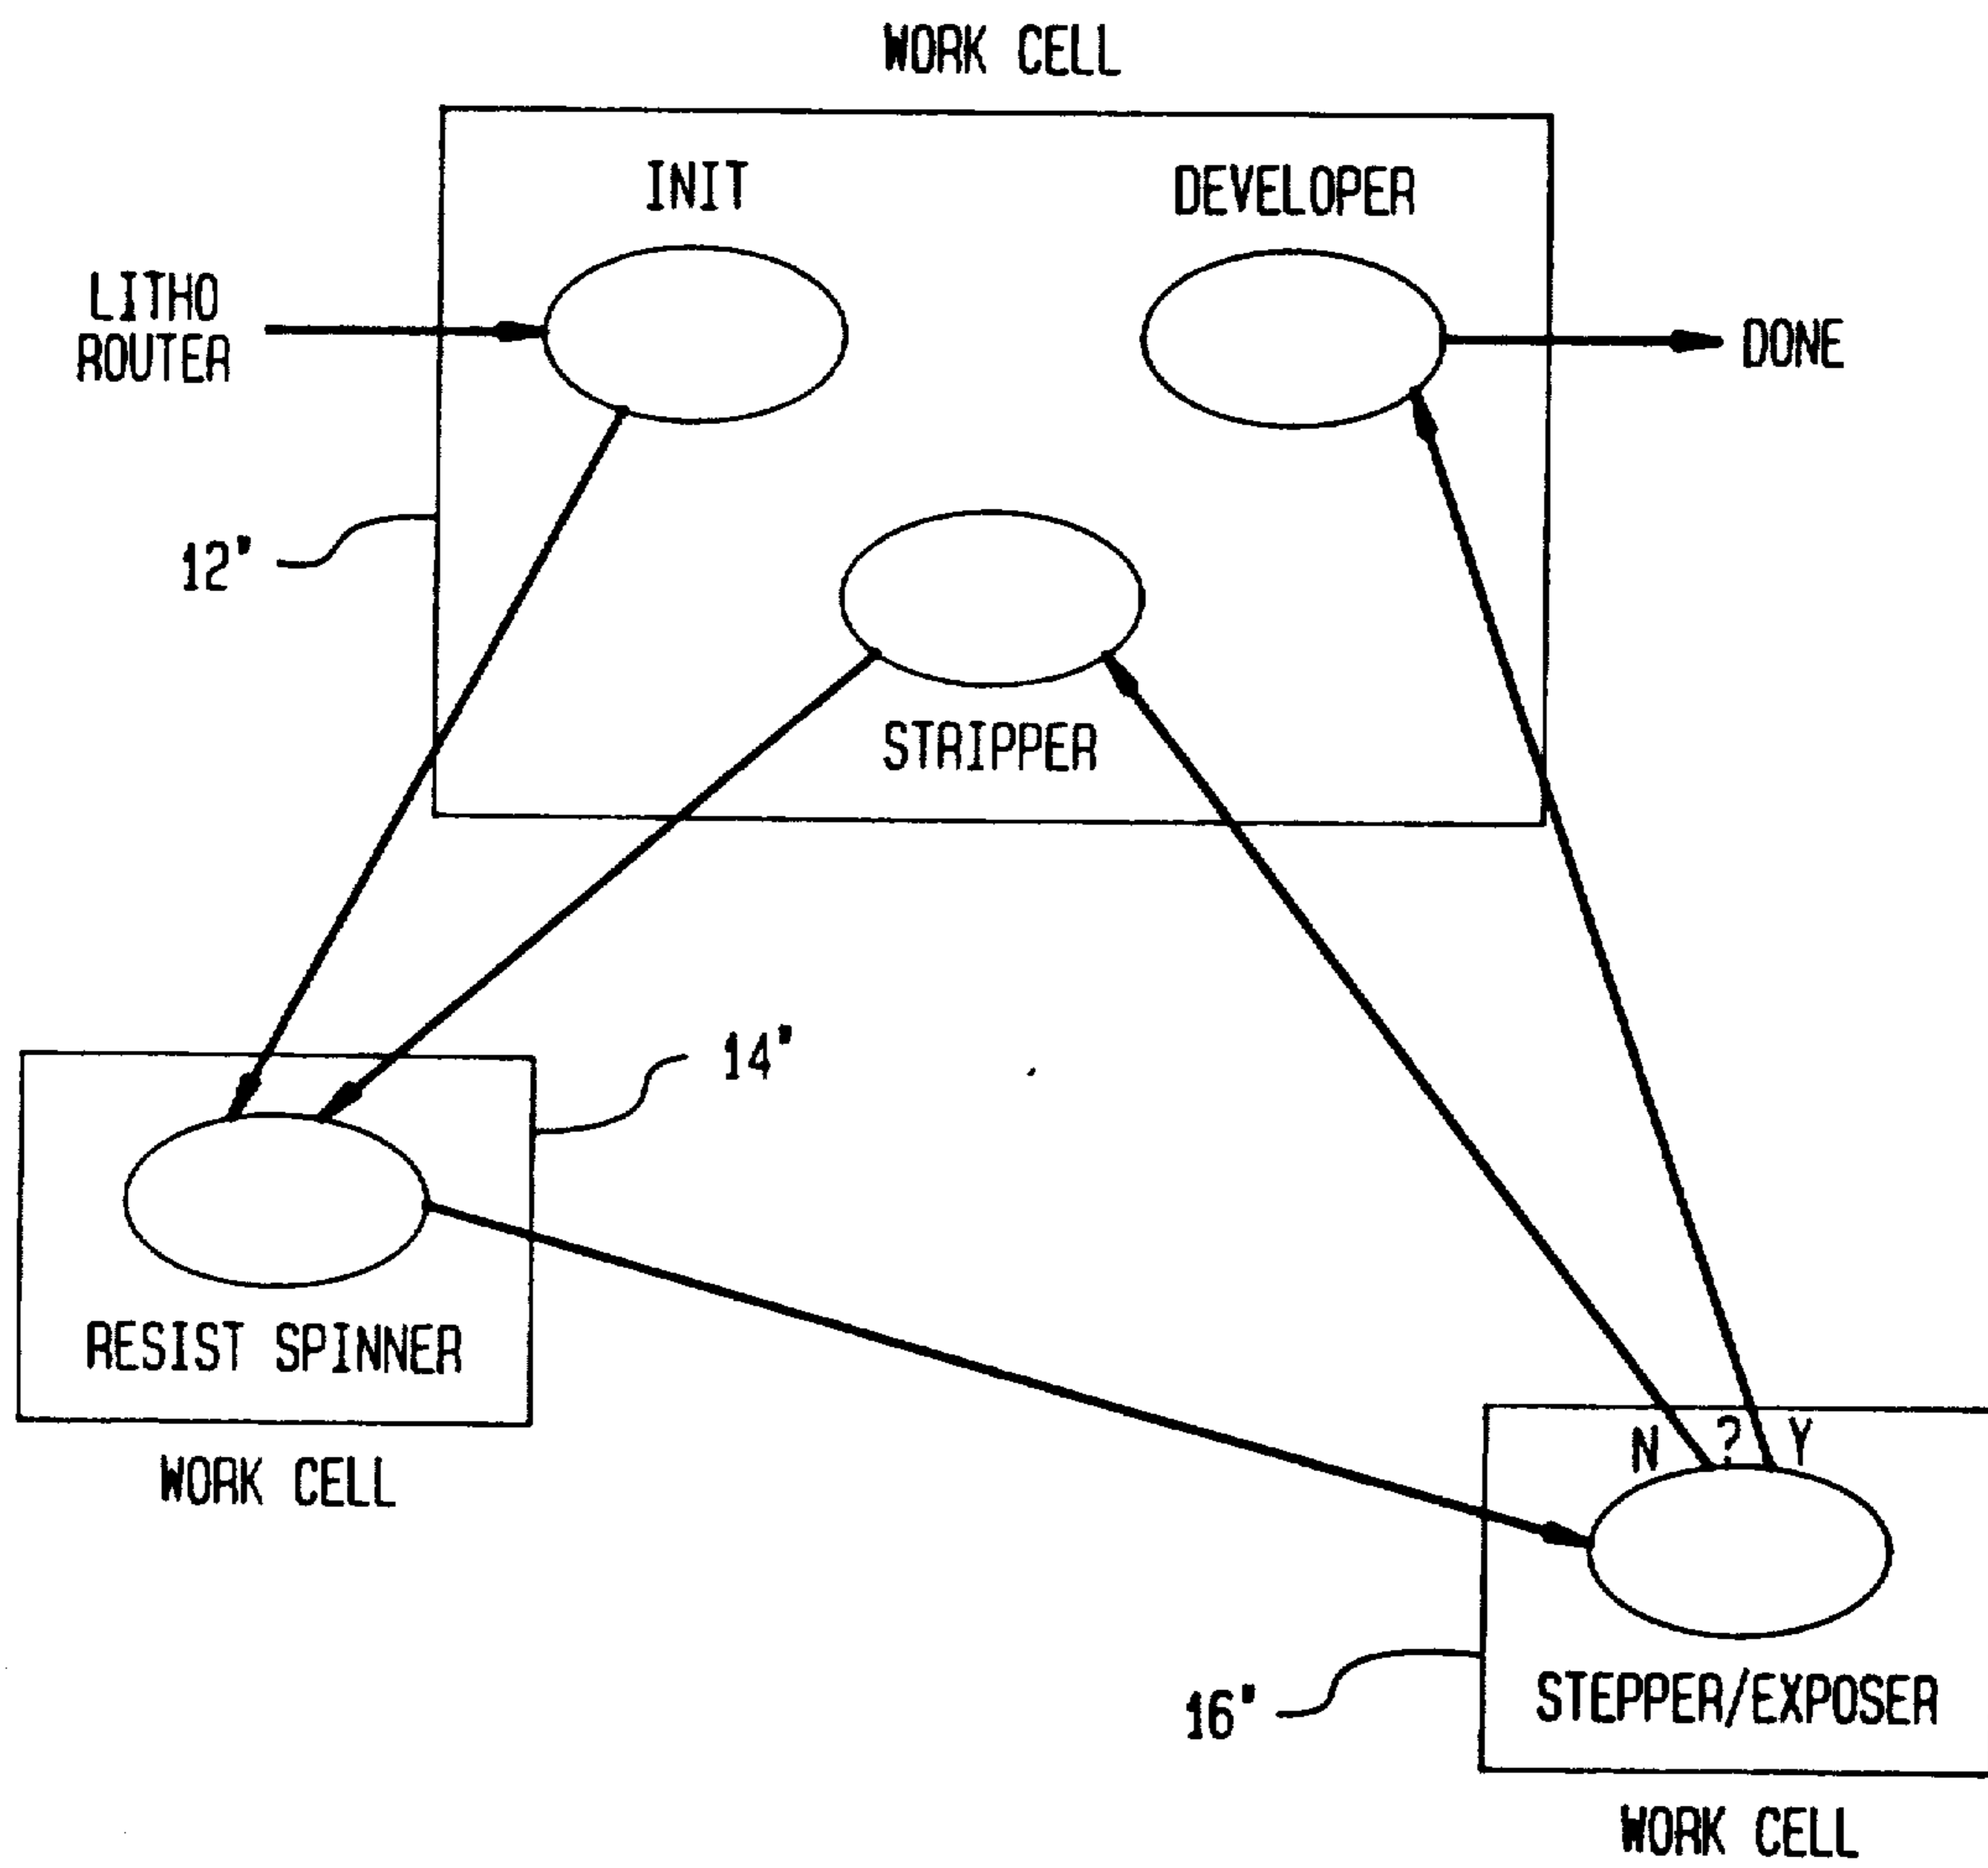 WORK CELL
INIT
DEVELOPER
LITHO
ROUTER
DONE
12"
STRIPPER
14"
RESIST SPINNER
WORK CELL
N ? Y
16"
STEPPER/EXPOSER
WORK CELL